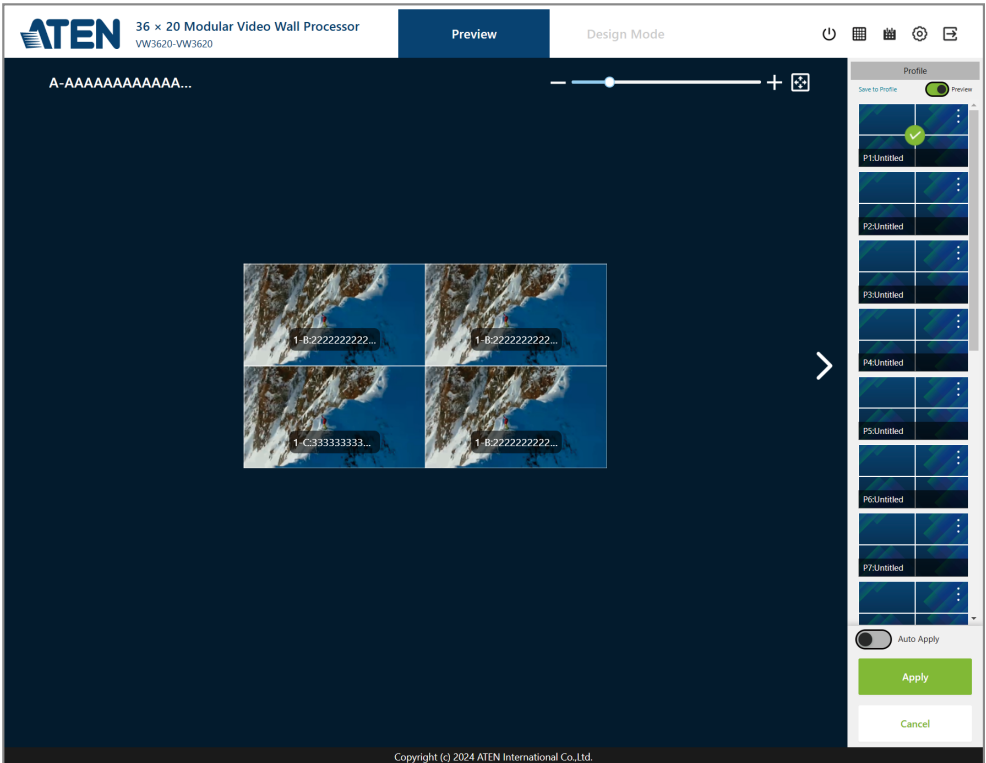 ATEN
36 × 20 Modular Video Wall Processor
VW3620-VW3620
Preview
Design Mode
A-AAAAAAAAAAAA...
Profile
Save to Profile
Preview
P1:Untitled
P2:Untitled
P3:Untitled
P4:Untitled
P5:Untitled
P6:Untitled
P7:Untitled
1-B:2222222222...
1-B:2222222222...
1-C:333333333...
1-B:2222222222...
Auto Apply
Apply
Cancel
Copyright (c) 2024 ATEN International Co.,Ltd.